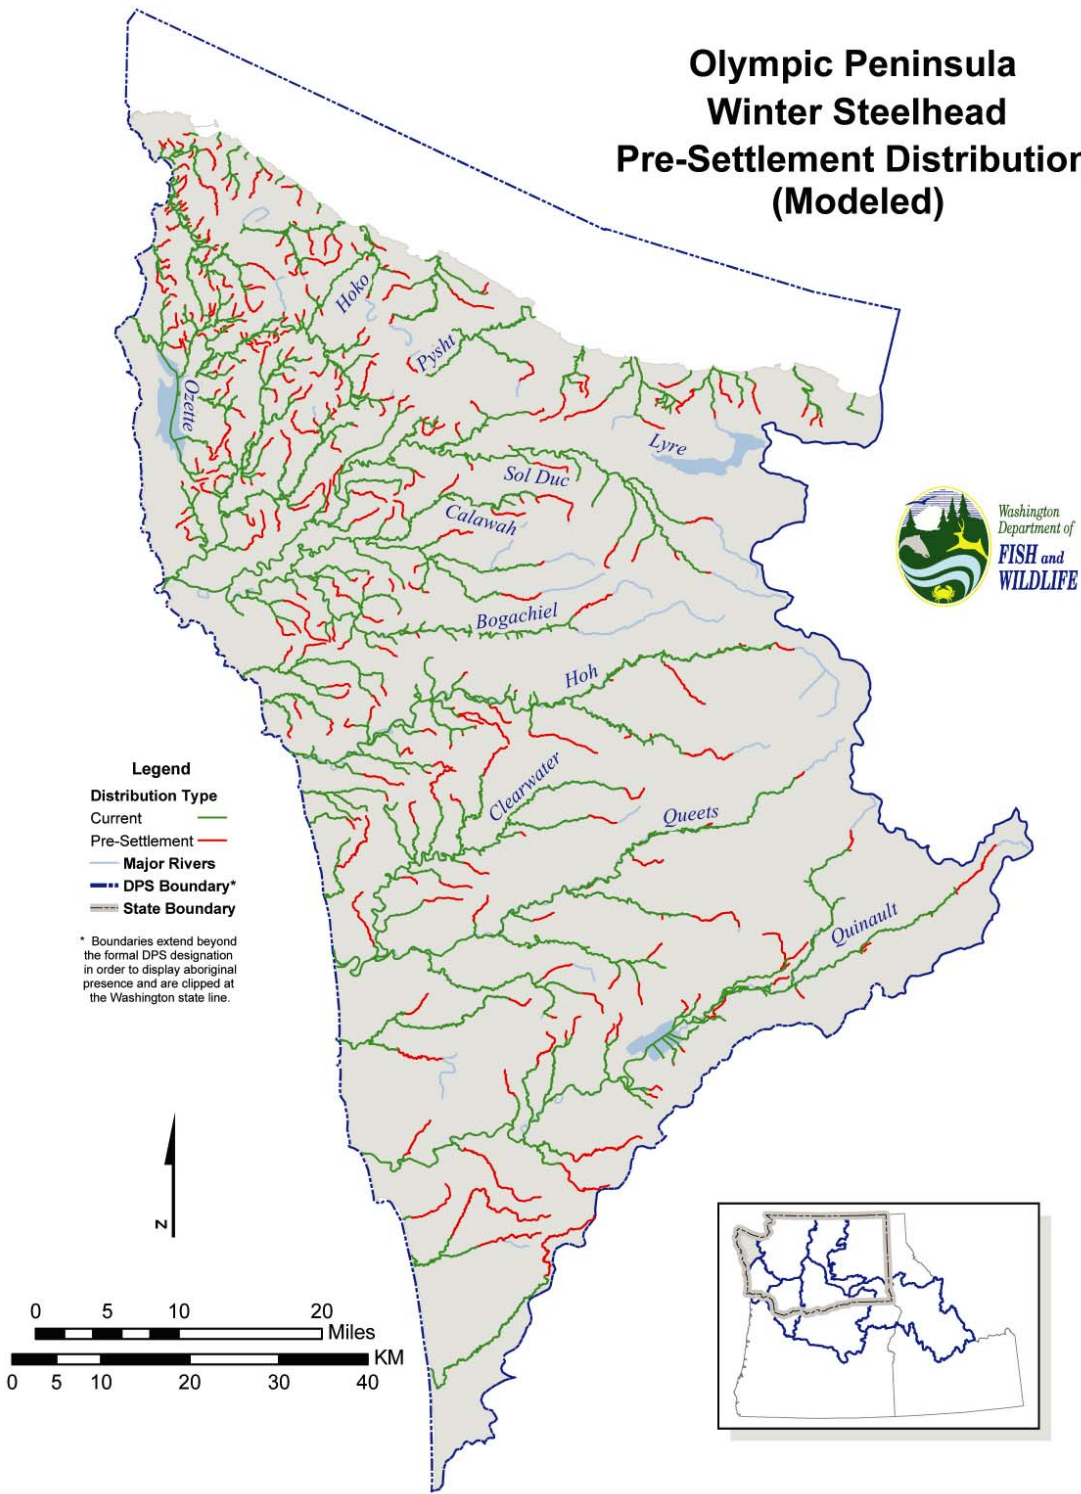 Olympic Peninsula
Winter Steelhead
Pre-Settlement Distribution
(Modeled)
Hoko
Pysht
Ozette
Lyre
Sol Duc
Calawah
Washington
Department of
FISH and
WILDLIFE
Bogachiel
Hoh
Clearwater
Queets
Quinault
Legend
Distribution Type
Current
Pre-Settlement
Major Rivers
DPS Boundary*
State Boundary
* Boundaries extend beyond
the formal DPS designation
in order to display aboriginal
presence and are clipped at
the Washington state line.
N
0 5 10 20
Miles
KM
0 5 10 20 30 40